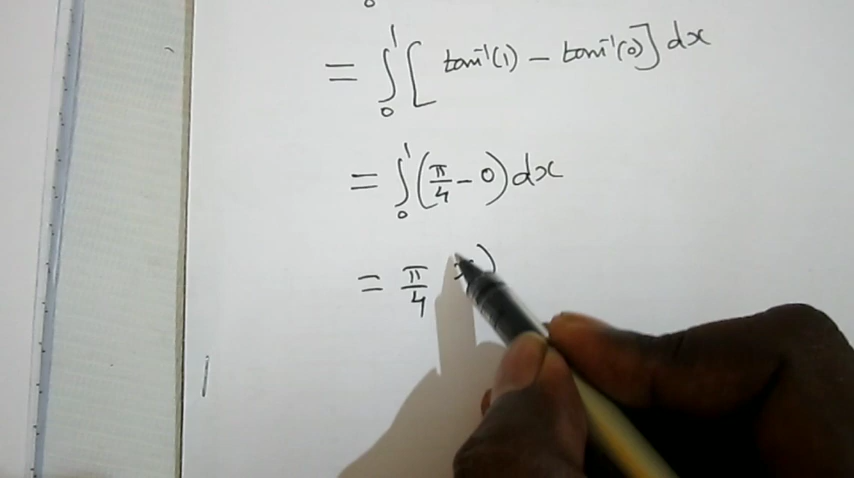 = ∫₀¹ [ tan⁻¹(1) − tan⁻¹(0) ] dx
= ∫₀¹ (π/4 − 0) dx
= π/4 x)